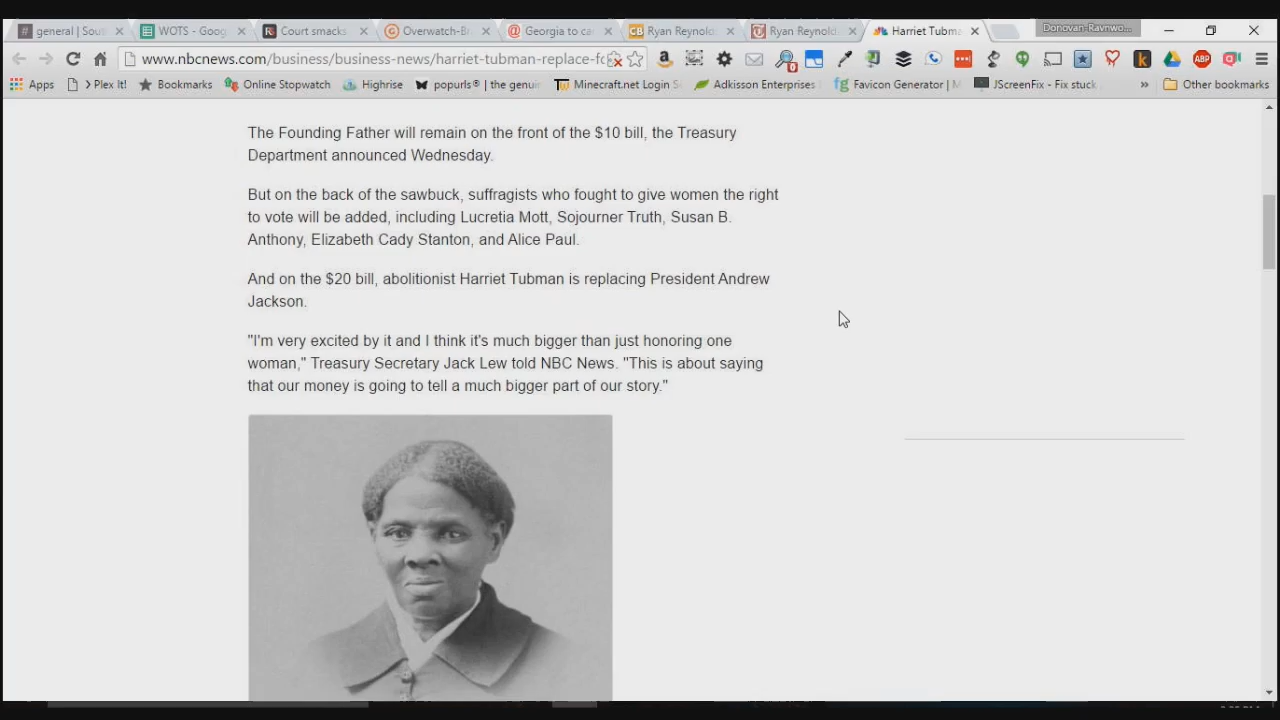 general | Sou
WOTS - Goog
Court smacks
Overwatch-B
Georgia to ca
Ryan Reynolds
Ryan Reynold
Harriet Tubma
Donovan-Ravnwo...
www.nbcnews.com/business/business-news/harriet-tubman-replace-fo
Apps
> Plex It!
Bookmarks
Online Stopwatch
Highrise
popurls® | the genui
Minecraft.net Login S
Adkisson Enterprises
Favicon Generator | M
JScreenFix - Fix stuck
»
Other bookmarks
The Founding Father will remain on the front of the $10 bill, the Treasury
Department announced Wednesday.
But on the back of the sawbuck, suffragists who fought to give women the right
to vote will be added, including Lucretia Mott, Sojourner Truth, Susan B.
Anthony, Elizabeth Cady Stanton, and Alice Paul.
And on the $20 bill, abolitionist Harriet Tubman is replacing President Andrew
Jackson.
"I'm very excited by it and I think it's much bigger than just honoring one
woman," Treasury Secretary Jack Lew told NBC News. "This is about saying
that our money is going to tell a much bigger part of our story."